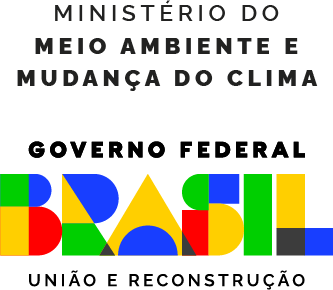 MINISTÉRIO DO
MEIO AMBIENTE E
MUDANÇA DO CLIMA
GOVERNO FEDERAL
BRASIL
UNIÃO E RECONSTRUÇÃO